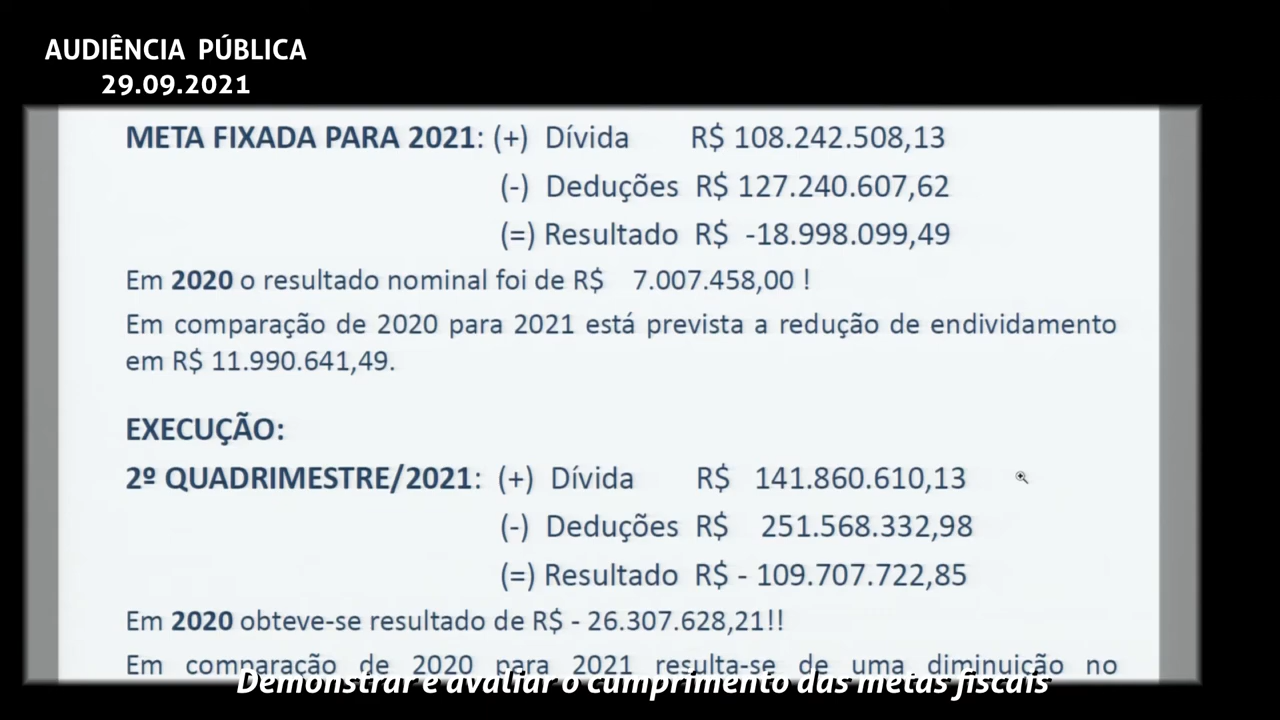 AUDIÊNCIA PÚBLICA
29.09.2021
META FIXADA PARA 2021: (+) Dívida R$ 108.242.508,13
(-) Deduções R$ 127.240.607,62
(=) Resultado R$ -18.998.099,49
Em 2020 o resultado nominal foi de R$ 7.007.458,00 !
Em comparação de 2020 para 2021 está prevista a redução de endividamento
em R$ 11.990.641,49.
EXECUÇÃO:
2º QUADRIMESTRE/2021: (+) Dívida R$ 141.860.610,13
(-) Deduções R$ 251.568.332,98
(=) Resultado R$ - 109.707.722,85
Em 2020 obteve-se resultado de R$ - 26.307.628,21!!
Em comparação de 2020 para 2021 resulta-se de uma diminuição no
Demonstrar e avaliar o cumprimento das metas fiscais